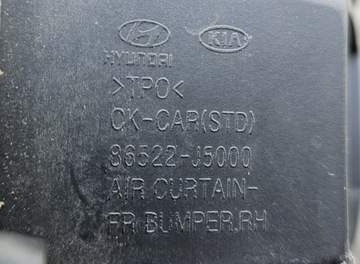 HYUNDAI KIA
>TPO<
CK-CAR(STD)
86522-J5000
AIR CURTAIN-
FR BUMPER,RH